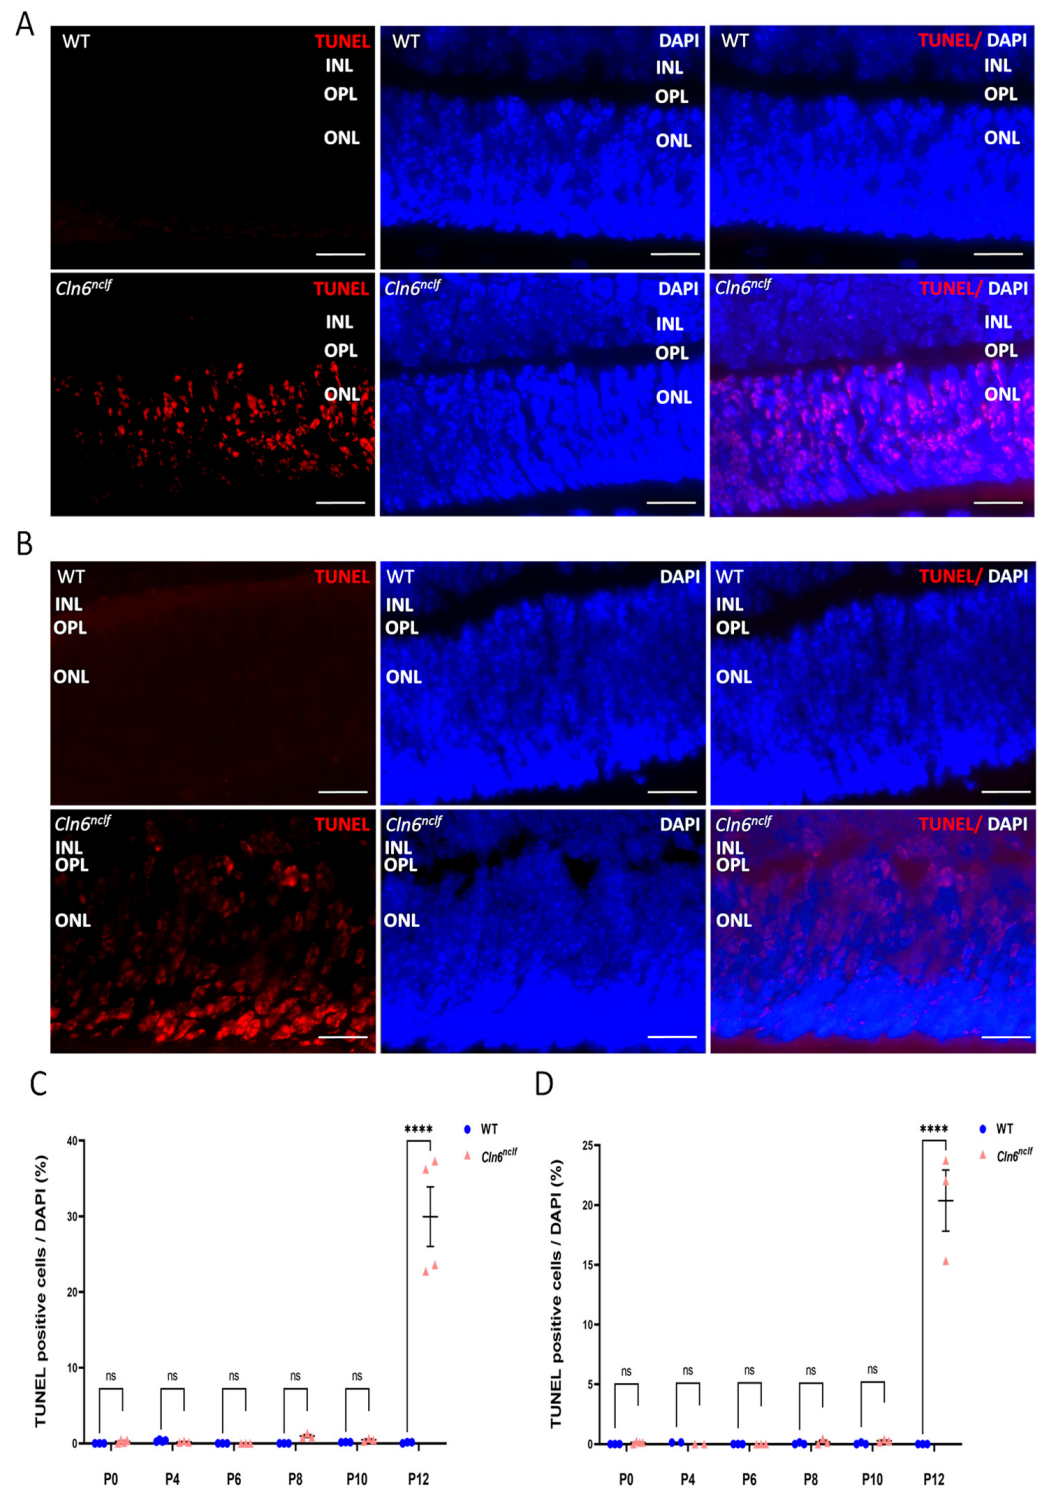 A
WT TUNEL
INL
OPL
ONL
WT DAPI
INL
OPL
ONL
WT TUNEL/ DAPI
INL
OPL
ONL
Cln6nclf TUNEL
INL
OPL
ONL
Cln6nclf DAPI
INL
OPL
ONL
Cln6nclf TUNEL/ DAPI
INL
OPL
ONL
B
WT TUNEL
INL
OPL
ONL
WT DAPI
INL
OPL
ONL
WT TUNEL/ DAPI
INL
OPL
ONL
Cln6nclf TUNEL
INL
OPL
ONL
Cln6nclf DAPI
INL
OPL
ONL
Cln6nclf TUNEL/ DAPI
INL
OPL
ONL
C
TUNEL positive cells / DAPI (%)
40
30
20
10
0
ns ns ns ns ns ****
P0 P4 P6 P8 P10 P12
WT
Cln6nclf
D
TUNEL positive cells / DAPI (%)
25
20
15
10
5
0
ns ns ns ns ns ****
P0 P4 P6 P8 P10 P12
WT
Cln6nclf